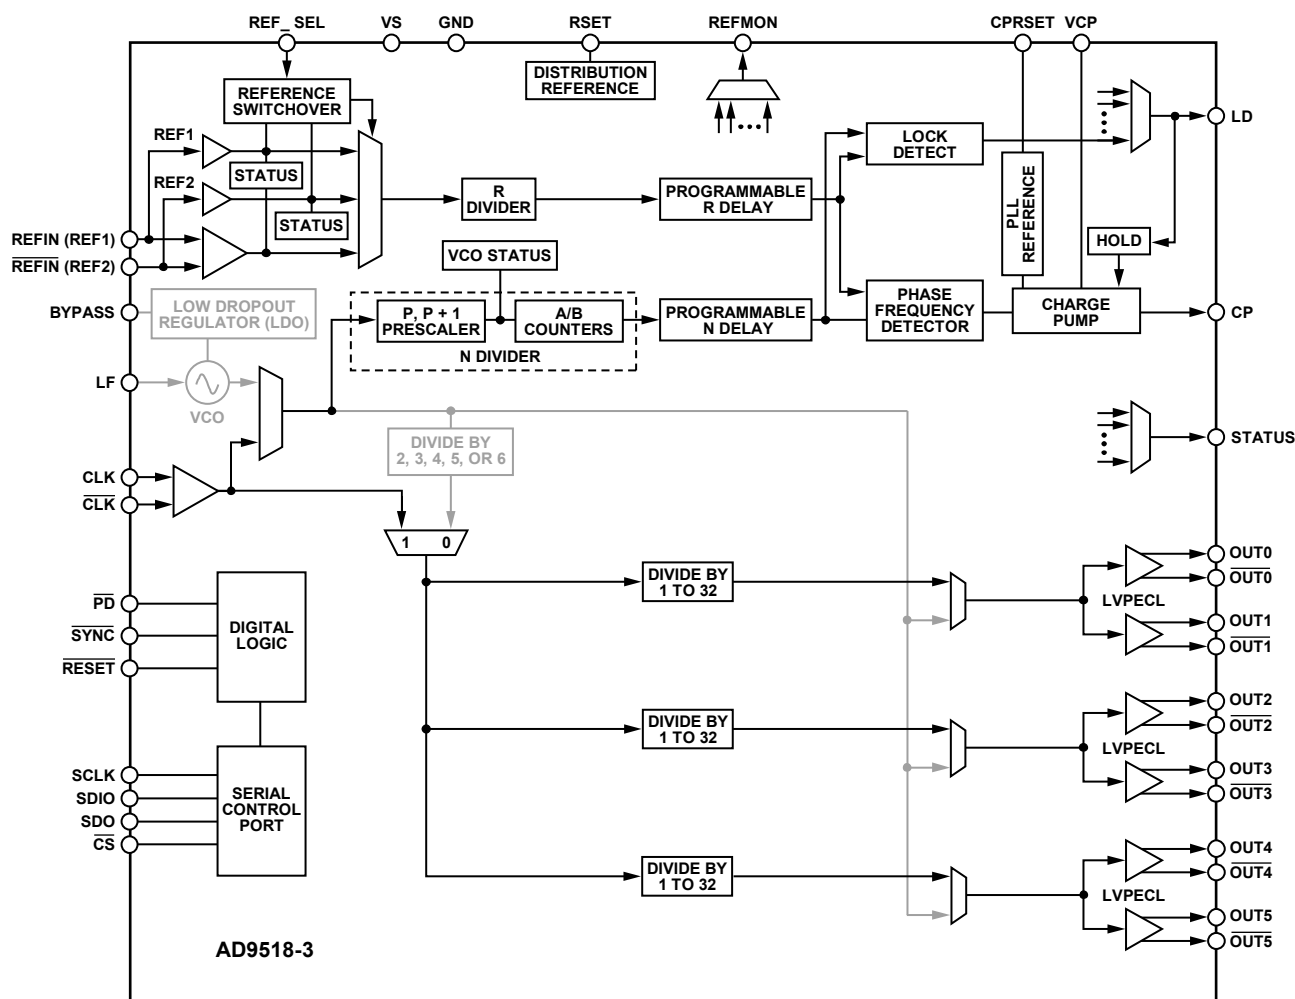 REF_SEL
VS
GND
RSET
REFMON
CPRSET
VCP
DISTRIBUTION
REFERENCE
REFERENCE
SWITCHOVER
REF1
STATUS
REF2
STATUS
REFIN (REF1)
REFIN (REF2)
BYPASS
LOW DROPOUT
REGULATOR (LDO)
LF
VCO
CLK
CLK
R
DIVIDER
PROGRAMMABLE
R DELAY
VCO STATUS
P, P + 1
PRESCALER
A/B
COUNTERS
N DIVIDER
PROGRAMMABLE
N DELAY
LOCK
DETECT
PHASE
FREQUENCY
DETECTOR
PLL
REFERENCE
HOLD
CHARGE
PUMP
LD
CP
STATUS
DIVIDE BY
2, 3, 4, 5, OR 6
1 0
DIVIDE BY
1 TO 32
LVPECL
OUT0
OUT0
OUT1
OUT1
PD
SYNC
RESET
DIGITAL
LOGIC
DIVIDE BY
1 TO 32
LVPECL
OUT2
OUT2
OUT3
OUT3
SCLK
SDIO
SDO
CS
SERIAL
CONTROL
PORT
DIVIDE BY
1 TO 32
LVPECL
OUT4
OUT4
OUT5
OUT5
AD9518-3